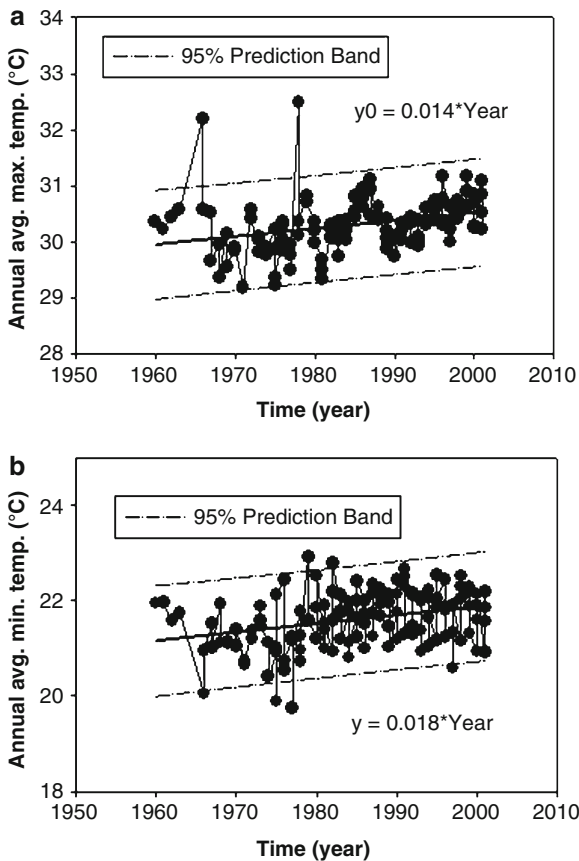 a
34
33
32
31
30
29
28
Annual avg. max. temp. (°C)
95% Prediction Band
y0 = 0.014*Year
1950 1960 1970 1980 1990 2000 2010
Time (year)
b
24
22
20
18
Annual avg. min. temp. (°C)
95% Prediction Band
y = 0.018*Year
1950 1960 1970 1980 1990 2000 2010
Time (year)